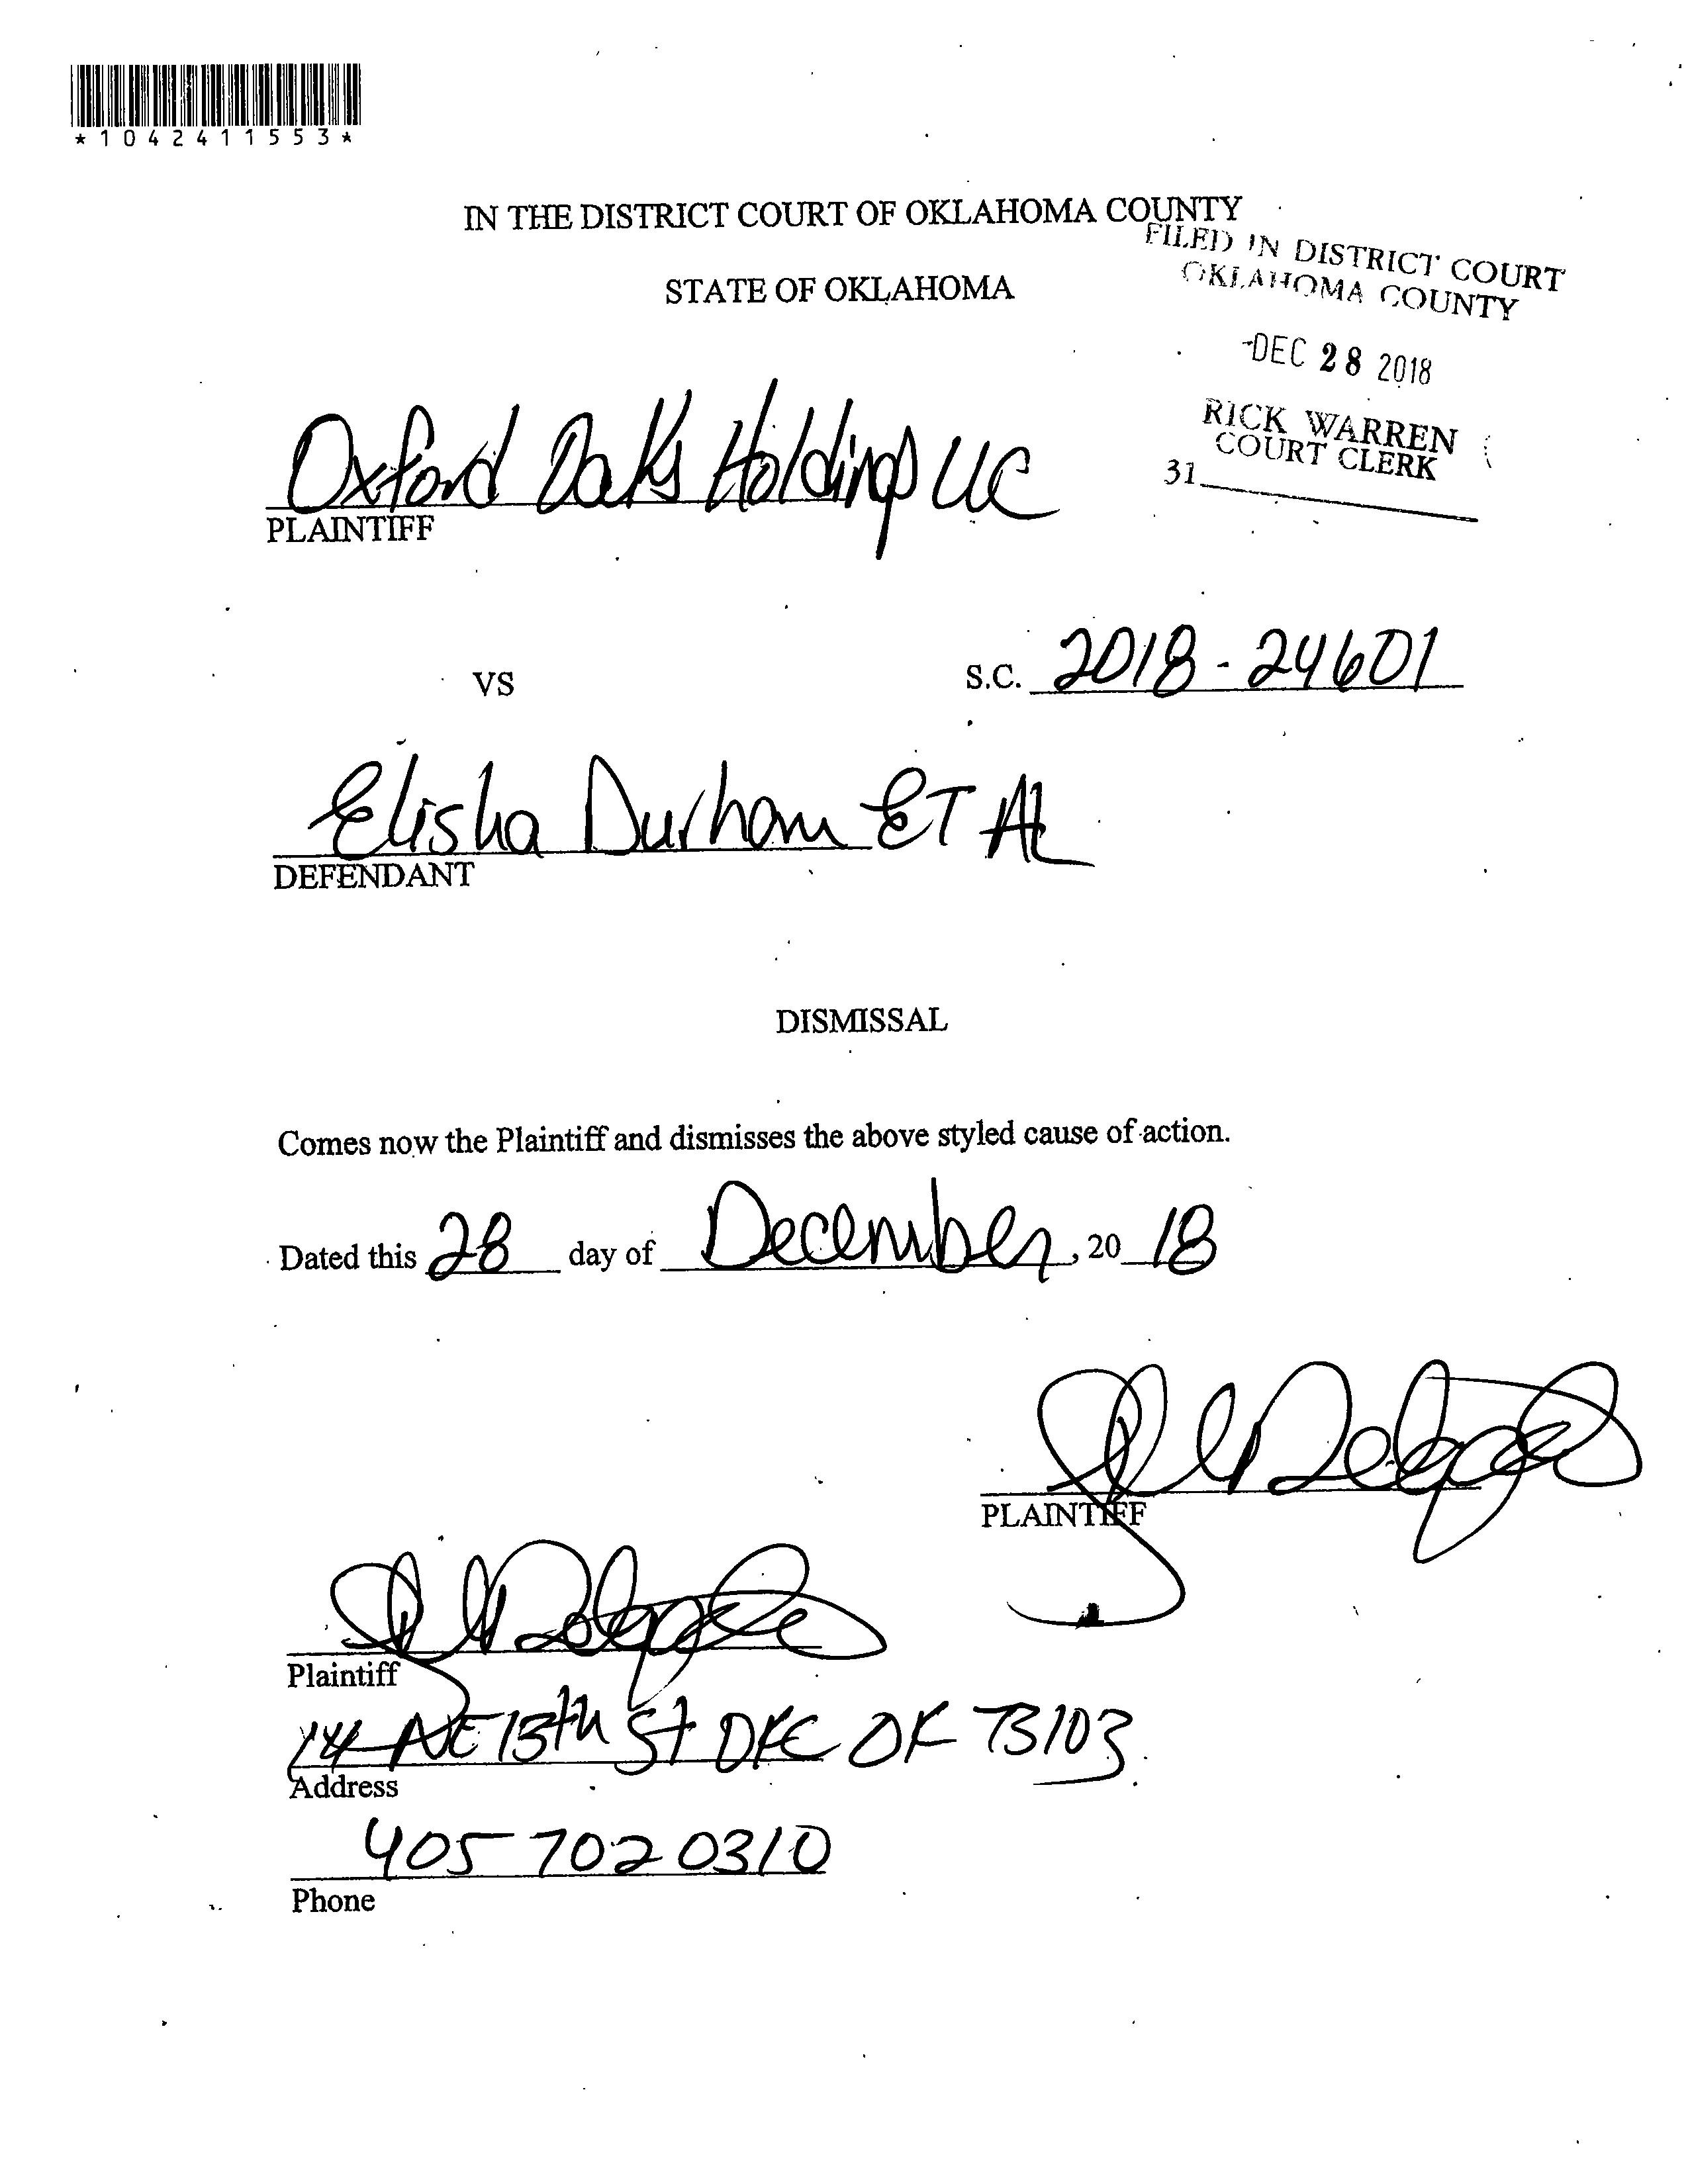 *1042411553*
IN THE DISTRICT COURT OF OKLAHOMA COUNTY
STATE OF OKLAHOMA
FILED IN DISTRICT COURT
OKLAHOMA COUNTY
DEC 28 2018
RICK WARREN
COURT CLERK
31
Oxford Oaks Holdings LLC
PLAINTIFF
VS
S.C. 2018-24601
Elisha Durham ET AL
DEFENDANT
DISMISSAL
Comes now the Plaintiff and dismisses the above styled cause of action.
Dated this 28 day of December, 20 18
PLAINTIFF
Plaintiff
14 NE 13th St OKC OK 73103
Address
405 702 0310
Phone